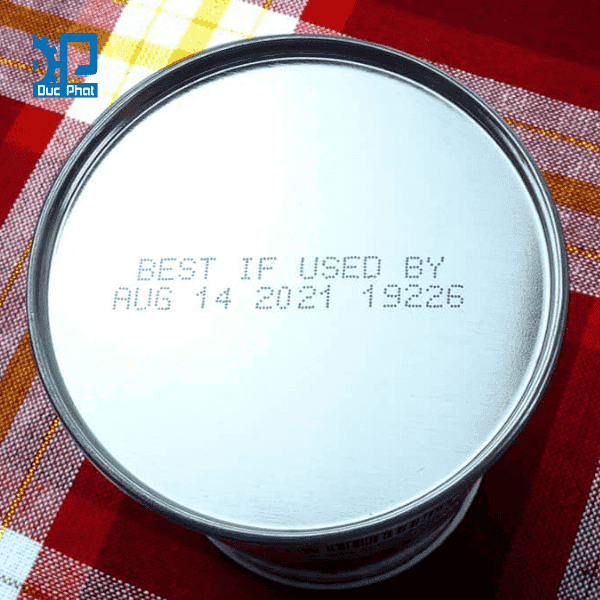 Duc Phat
BEST IF USED BY
AUG 14 2021 19226